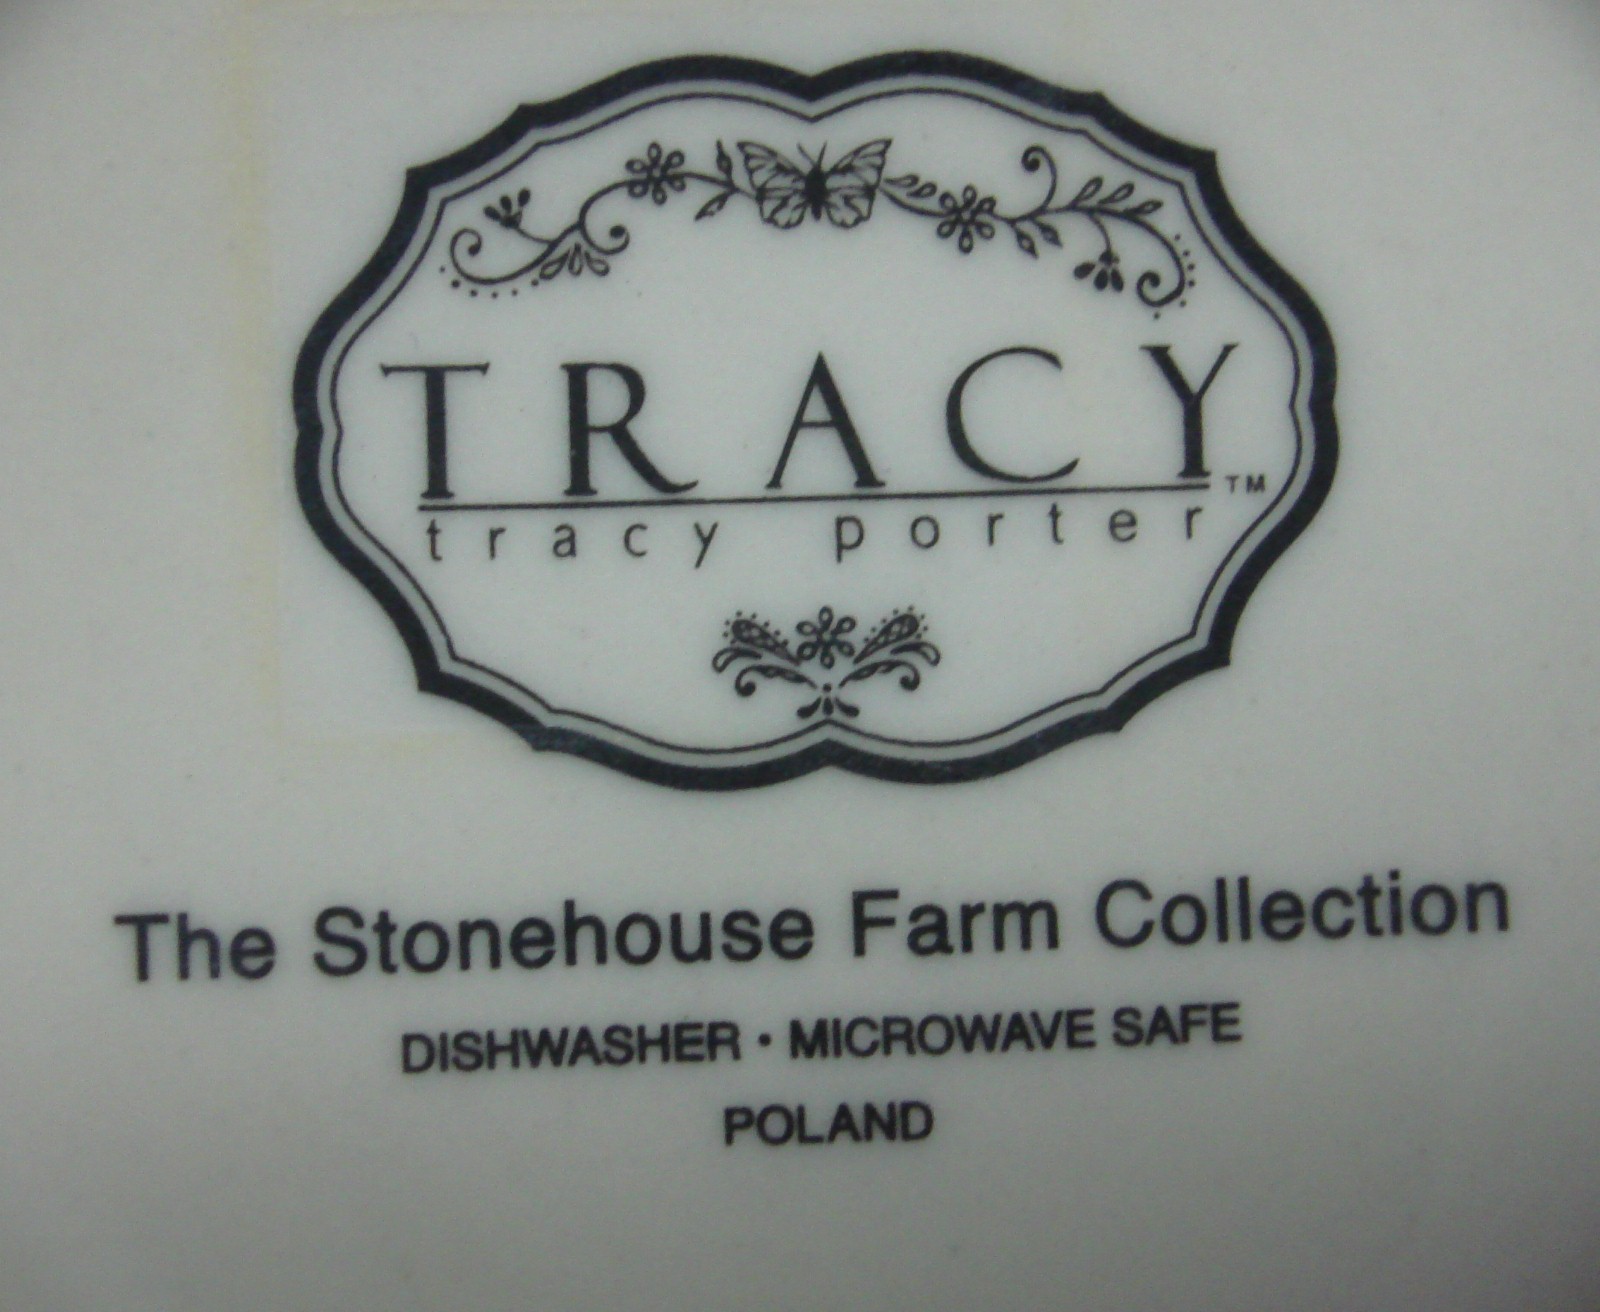 TRACY™
tracy porter
The Stonehouse Farm Collection
DISHWASHER · MICROWAVE SAFE
POLAND